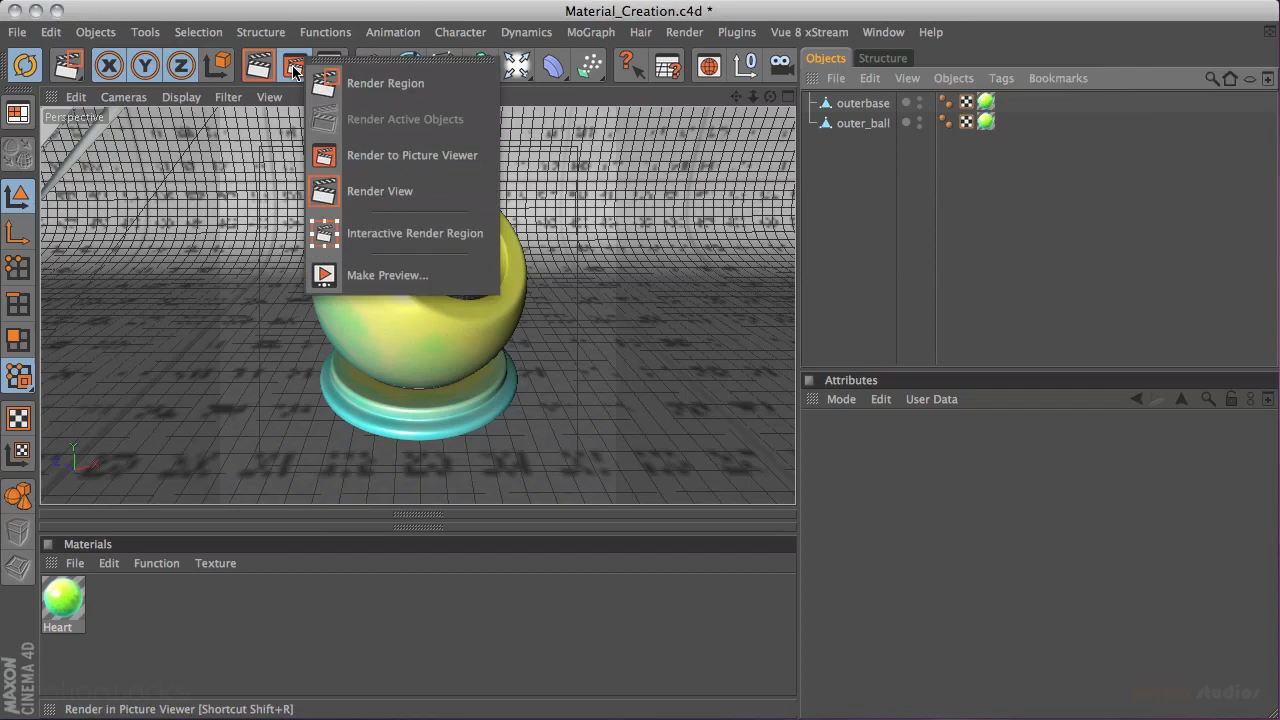 Material_Creation.c4d *
File Edit Objects Tools Selection Structure Functions Animation Character Dynamics MoGraph Hair Render Plugins Vue 8 xStream Window Help
X Y Z
Objects Structure
File Edit View Objects Tags Bookmarks
Edit Cameras Display Filter View
Perspective
Render Region
Render Active Objects
Render to Picture Viewer
Render View
Interactive Render Region
Make Preview...
outerbase
outer_ball
Attributes
Mode Edit User Data
Y
X
Z
Materials
File Edit Function Texture
Heart
MAXON
CINEMA 4D
studios
Render in Picture Viewer [Shortcut Shift+R]